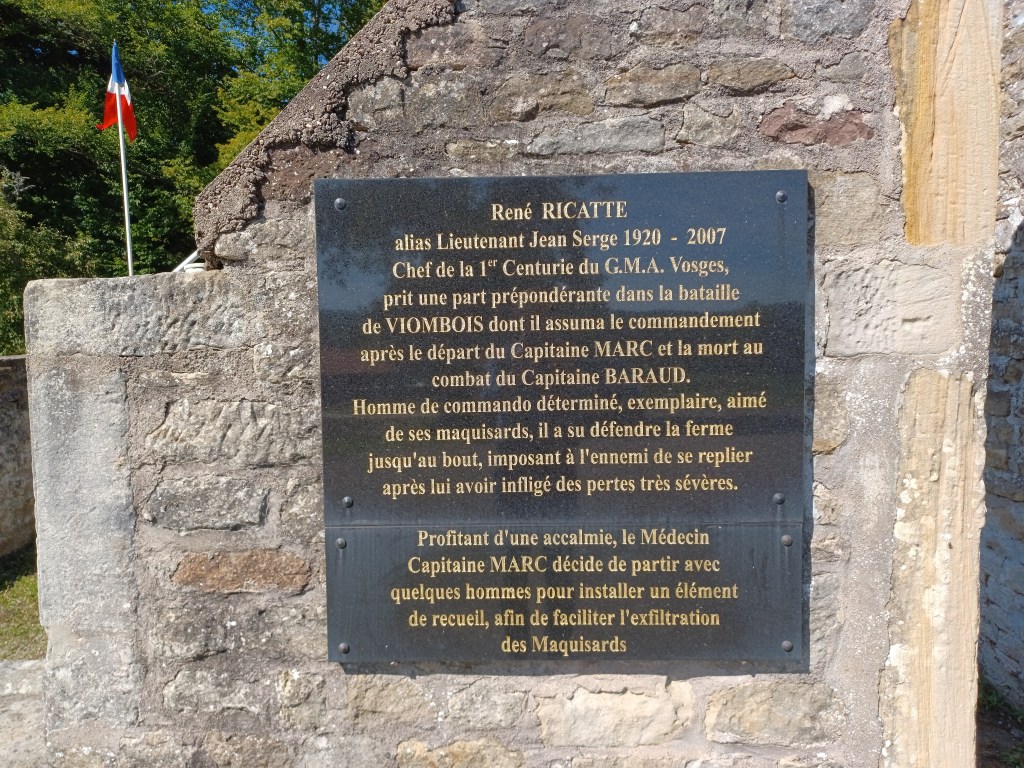 René RICATTE
alias Lieutenant Jean Serge 1920 - 2007
Chef de la 1er Centurie du G.M.A. Vosges,
prit une part prépondérante dans la bataille
de VIOMBOIS dont il assuma le commandement
après le départ du Capitaine MARC et la mort au
combat du Capitaine BARAUD.
Homme de commando déterminé, exemplaire, aimé
de ses maquisards, il a su défendre la ferme
jusqu'au bout, imposant à l'ennemi de se replier
après lui avoir infligé des pertes très sévères.
Profitant d'une accalmie, le Médecin
Capitaine MARC décide de partir avec
quelques hommes pour installer un élément
de recueil, afin de faciliter l'exfiltration
des Maquisards